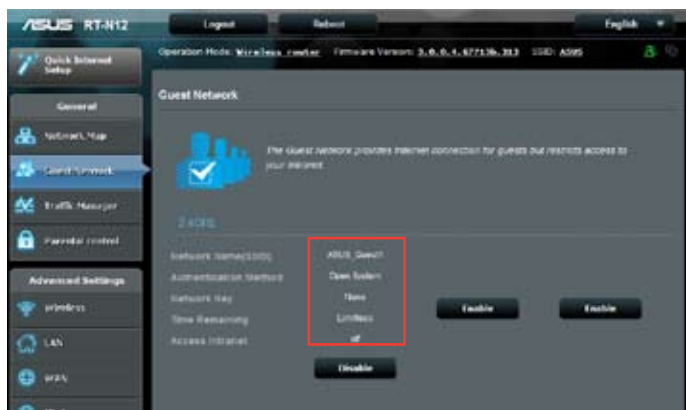 ASUS RT-N12 Logout Reboot English
Operation Mode: Wireless router Firmware Version: SSID: ASUS
Quick Internet Setup
General
Network Map
Guest Network
Traffic Manager
Parental control
Advanced Settings
Wireless
LAN
WAN
Guest Network
The Guest Network provides Internet connection for guests but restricts access to
your Intranet.
2.4GHz
Network Name(SSID) ASUS_Guest1
Authentication Method Open System
Network Key None
Time Remaining Limitless
Access Intranet off
Enable Enable
Disable